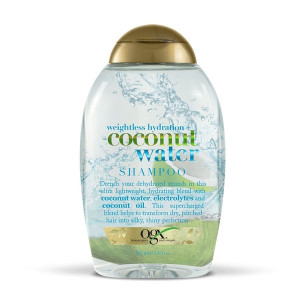 weightless hydration +
coconut
water
SHAMPOO
Drench your dehydrated strands in this
ultra lightweight, hydrating blend with
coconut water, electrolytes and
coconut oil. This supercharged
blend helps to transform dry, parched
hair into silky, shiny perfection.
ogx